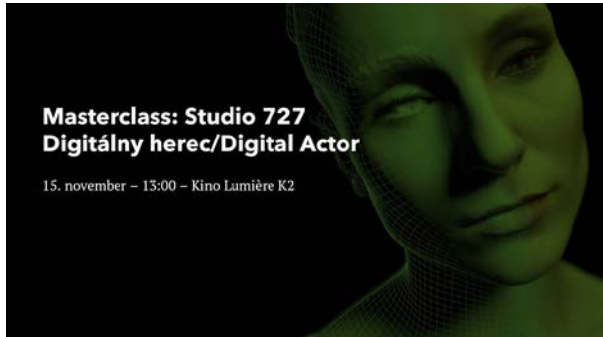 Masterclass: Studio 727
Digitálny herec/Digital Actor
15. november – 13:00 – Kino Lumière K2